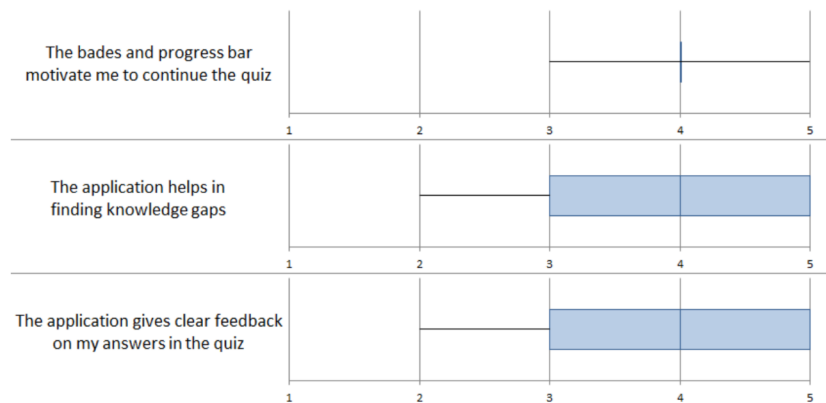 The bades and progress bar
motivate me to continue the quiz
1 2 3 4 5
The application helps in
finding knowledge gaps
1 2 3 4 5
The application gives clear feedback
on my answers in the quiz
1 2 3 4 5